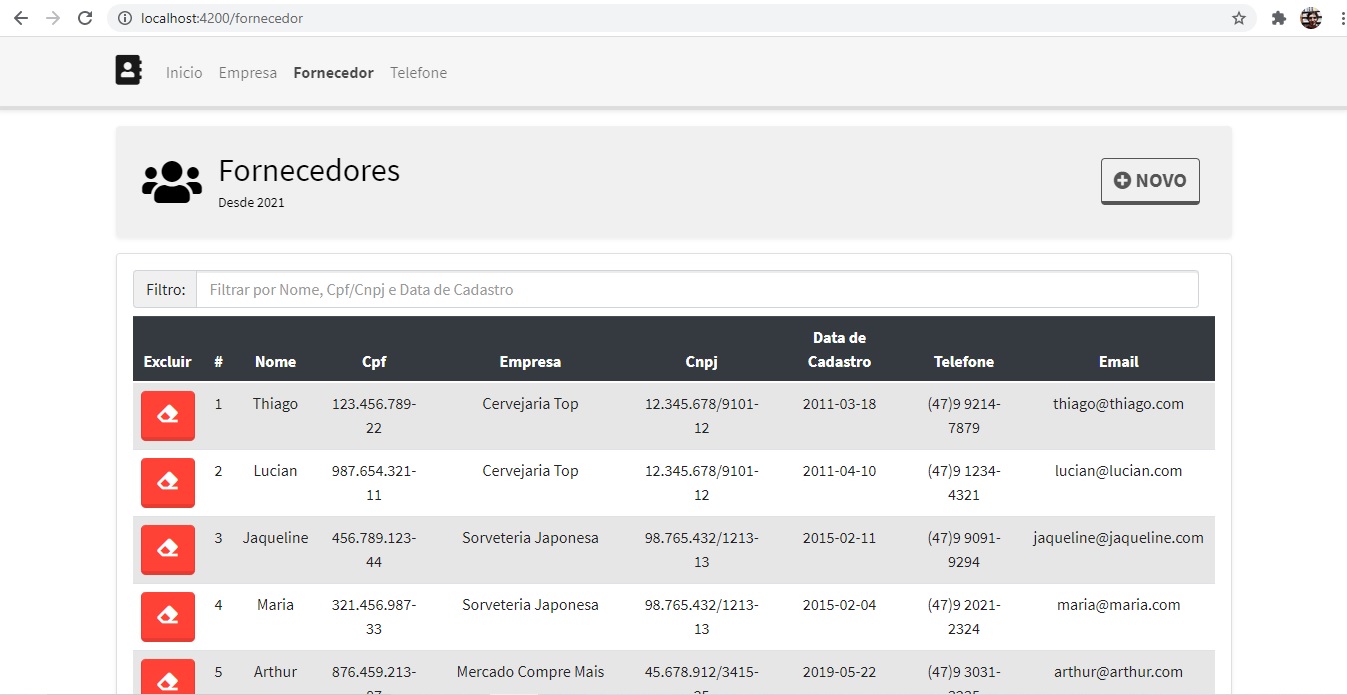 localhost:4200/fornecedor
Inicio Empresa Fornecedor Telefone
Fornecedores
Desde 2021
NOVO
Filtro: Filtrar por Nome, Cpf/Cnpj e Data de Cadastro
Data de
Excluir # Nome Cpf Empresa Cnpj Cadastro Telefone Email
1 Thiago 123.456.789- Cervejaria Top 12.345.678/9101- 2011-03-18 (47)9 9214- thiago@thiago.com
22 12 7879
2 Lucian 987.654.321- Cervejaria Top 12.345.678/9101- 2011-04-10 (47)9 1234- lucian@lucian.com
11 12 4321
3 Jaqueline 456.789.123- Sorveteria Japonesa 98.765.432/1213- 2015-02-11 (47)9 9091- jaqueline@jaqueline.com
44 13 9294
4 Maria 321.456.987- Sorveteria Japonesa 98.765.432/1213- 2015-02-04 (47)9 2021- maria@maria.com
33 13 2324
5 Arthur 876.459.213- Mercado Compre Mais 45.678.912/3415- 2019-05-22 (47)9 3031- arthur@arthur.com